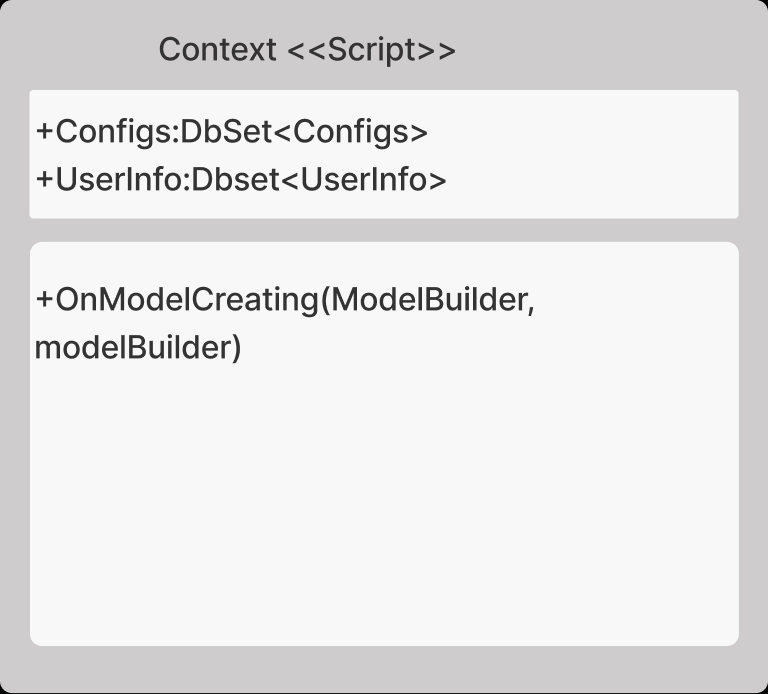 Context <<Script>>
+Configs:DbSet<Configs>
+UserInfo:Dbset<UserInfo>
+OnModelCreating(ModelBuilder,
modelBuilder)